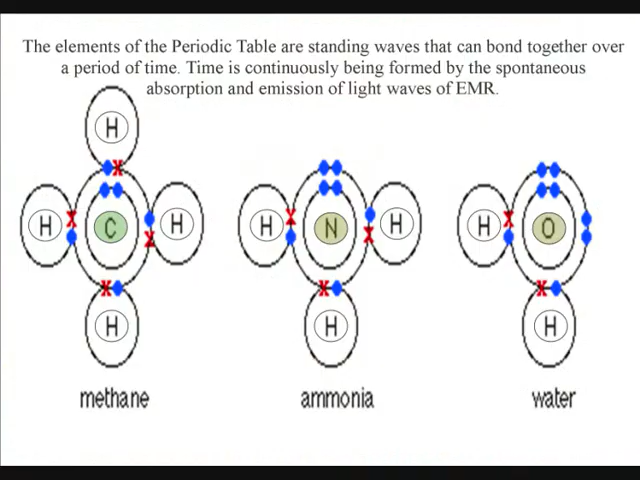 The elements of the Periodic Table are standing waves that can bond together over
a period of time. Time is continuously being formed by the spontaneous
absorption and emission of light waves of EMR.
H
H C H
H
methane
H N H
H
ammonia
H O
H
water